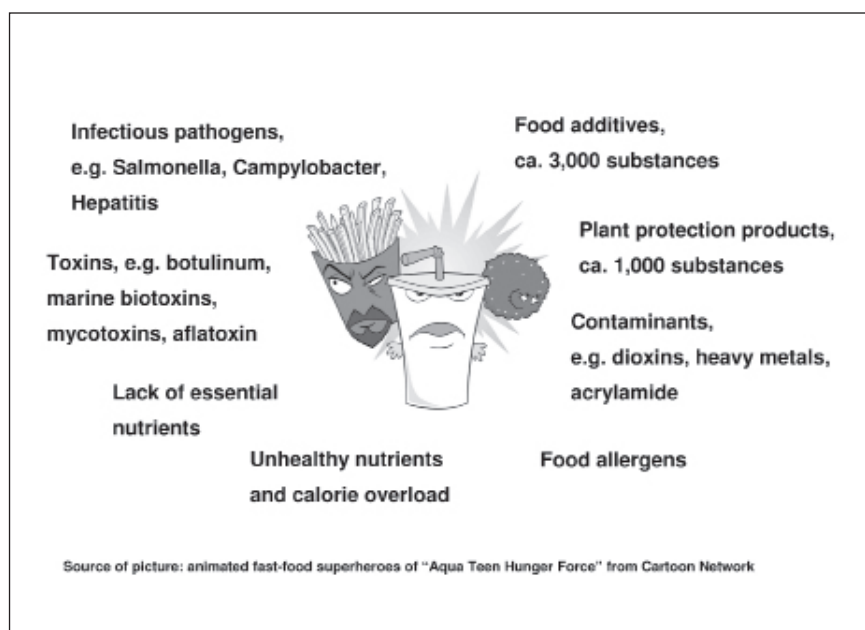 Infectious pathogens,
e.g. Salmonella, Campylobacter,
Hepatitis
Food additives,
ca. 3,000 substances
Toxins, e.g. botulinum,
marine biotoxins,
mycotoxins, aflatoxin
Plant protection products,
ca. 1,000 substances
Contaminants,
e.g. dioxins, heavy metals,
acrylamide
Lack of essential
nutrients
Unhealthy nutrients
and calorie overload
Food allergens
Source of picture: animated fast-food superheroes of “Aqua Teen Hunger Force” from Cartoon Network